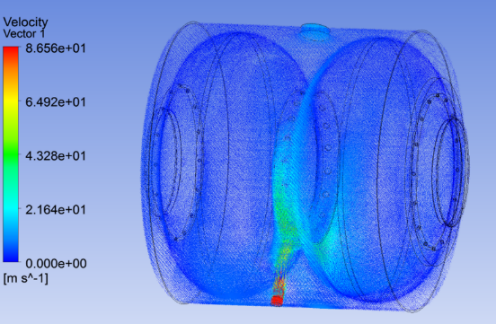 Velocity
Vector 1
8.656e+01
6.492e+01
4.328e+01
2.164e+01
0.000e+00
[m s^-1]